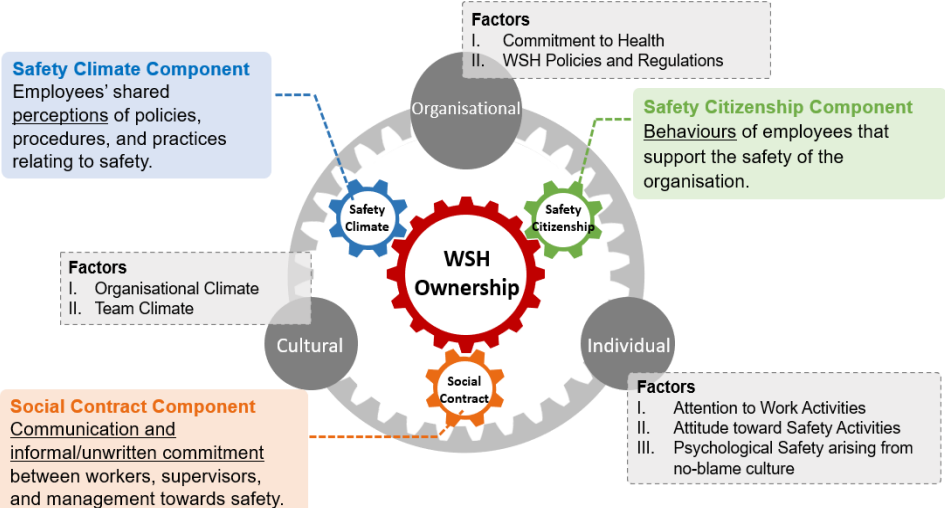 Factors
I. Commitment to Health
II. WSH Policies and Regulations
Organisational
Safety Climate Component
Employees' shared
perceptions of policies,
procedures, and practices
relating to safety.
Safety Citizenship Component
Behaviours of employees that
support the safety of the
organisation.
Safety
Climate
Safety
Citizenship
WSH
Ownership
Factors
I. Organisational Climate
II. Team Climate
Cultural
Individual
Social
Contract
Factors
I. Attention to Work Activities
II. Attitude toward Safety Activities
III. Psychological Safety arising from
no-blame culture
Social Contract Component
Communication and
informal/unwritten commitment
between workers, supervisors,
and management towards safety.